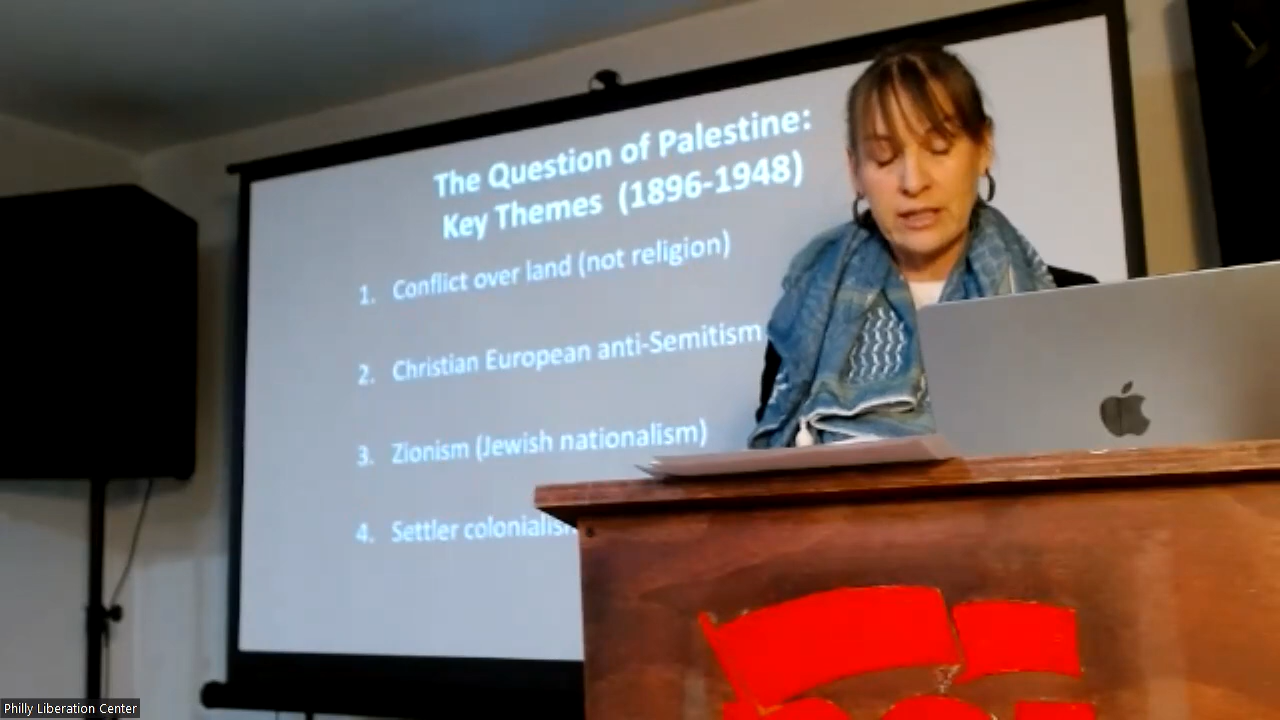 The Question of Palestine:
Key Themes (1896-1948)
1. Conflict over land (not religion)
2. Christian European anti-Semitism
3. Zionism (Jewish nationalism)
4. Settler colonialism
Philly Liberation Center